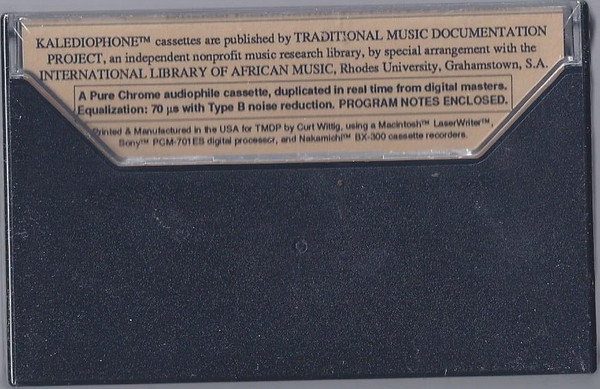 KALEDIOPHONE™ cassettes are published by TRADITIONAL MUSIC DOCUMENTATION
PROJECT, an independent nonprofit music research library, by special arrangement with the
INTERNATIONAL LIBRARY OF AFRICAN MUSIC, Rhodes University, Grahamstown, S.A.
A Pure Chrome audiophile cassette, duplicated in real time from digital masters.
Equalization: 70 µs with Type B noise reduction. PROGRAM NOTES ENCLOSED.
Printed & Manufactured in the USA for TMDP by Curt Wittig, using a Macintosh™ LaserWriter™,
Sony™ PCM-701ES digital processor, and Nakamichi™ BX-300 cassette recorders.